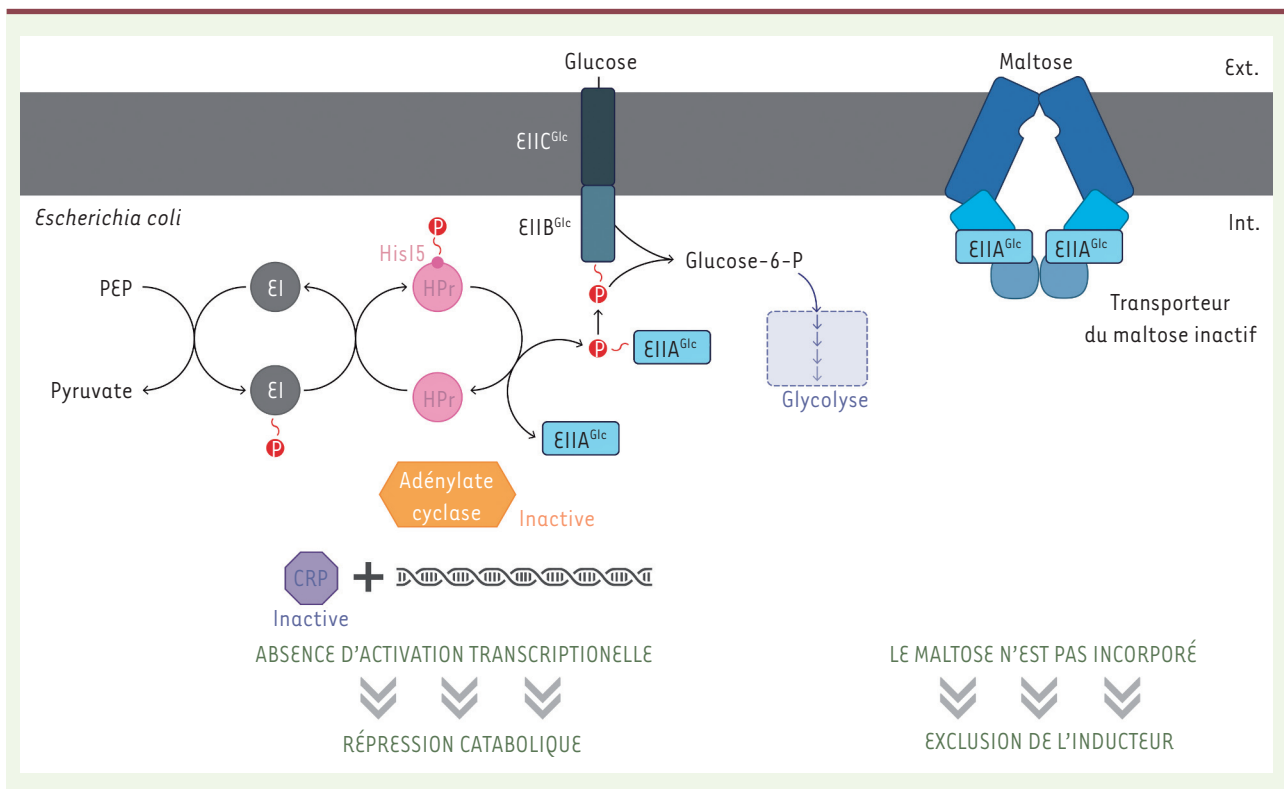 Glucose
Maltose
Ext.
EIIC^Glc
Escherichia coli
EIIB^Glc
Int.
P
His15
EIIA^Glc
EIIA^Glc
PEP
EI
HPr
P
Glucose-6-P
Transporteur
du maltose inactif
P
EIIA^Glc
Pyruvate
EI
HPr
Glycolyse
P
EIIA^Glc
Adénylate
cyclase
Inactive
CRP
+
Inactive
ABSENCE D'ACTIVATION TRANSCRIPTIONELLE
LE MALTOSE N'EST PAS INCORPORÉ
RÉPRESSION CATABOLIQUE
EXCLUSION DE L'INDUCTEUR